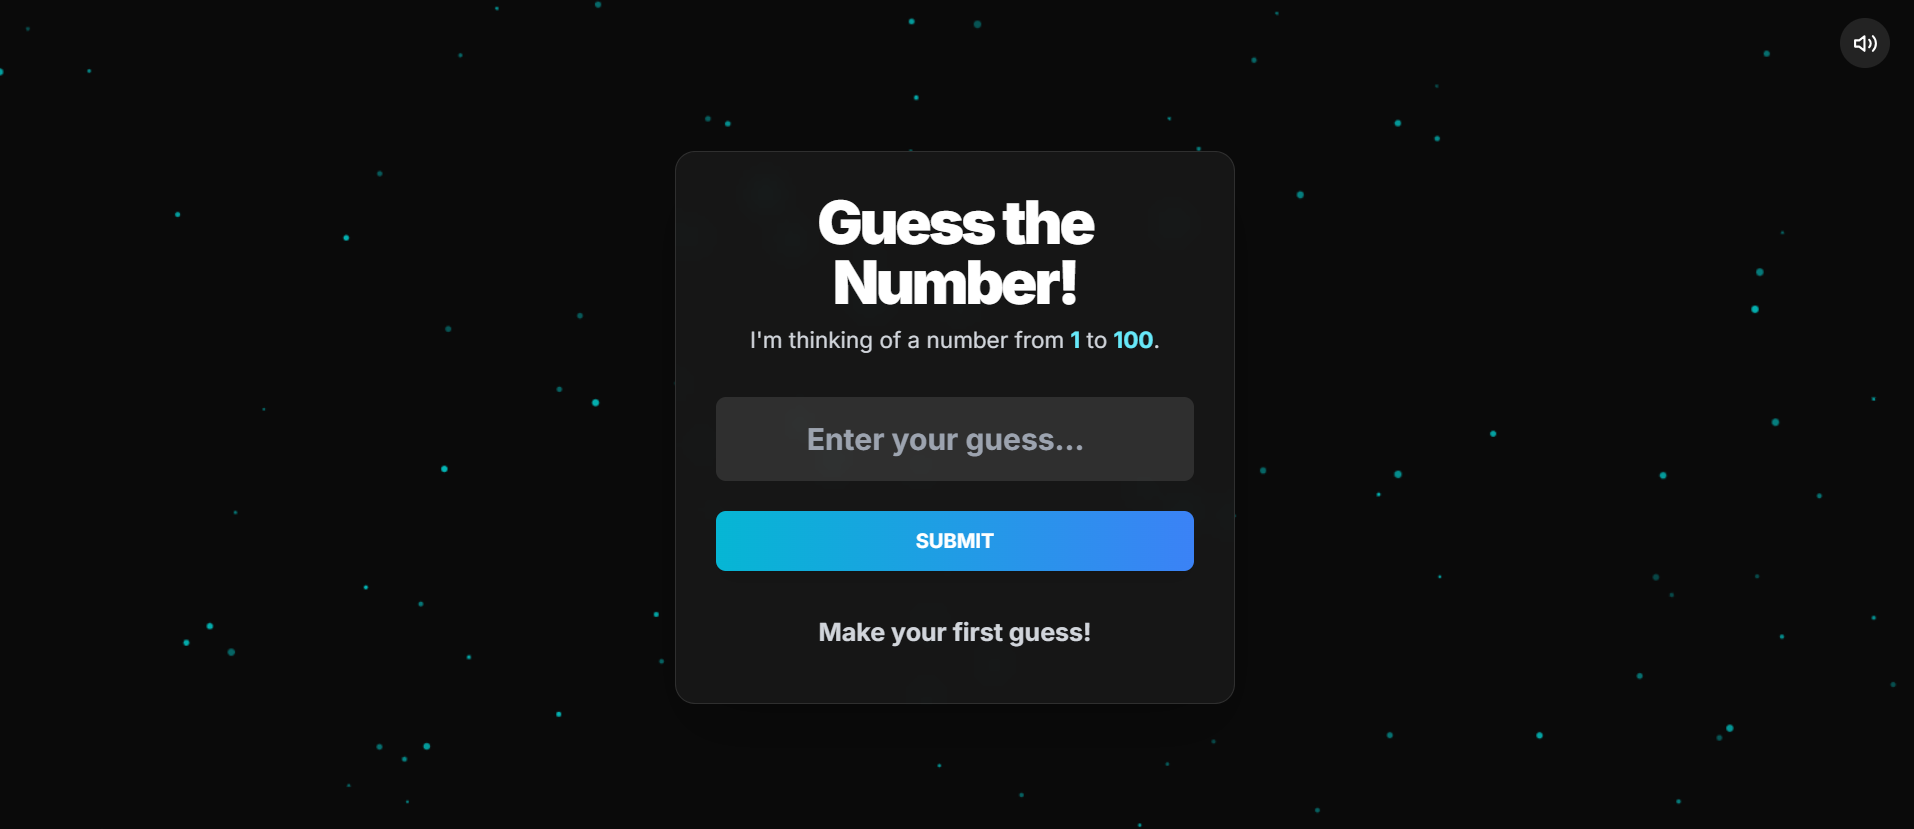 Guess the
Number!
I'm thinking of a number from 1 to 100.
Enter your guess...
SUBMIT
Make your first guess!